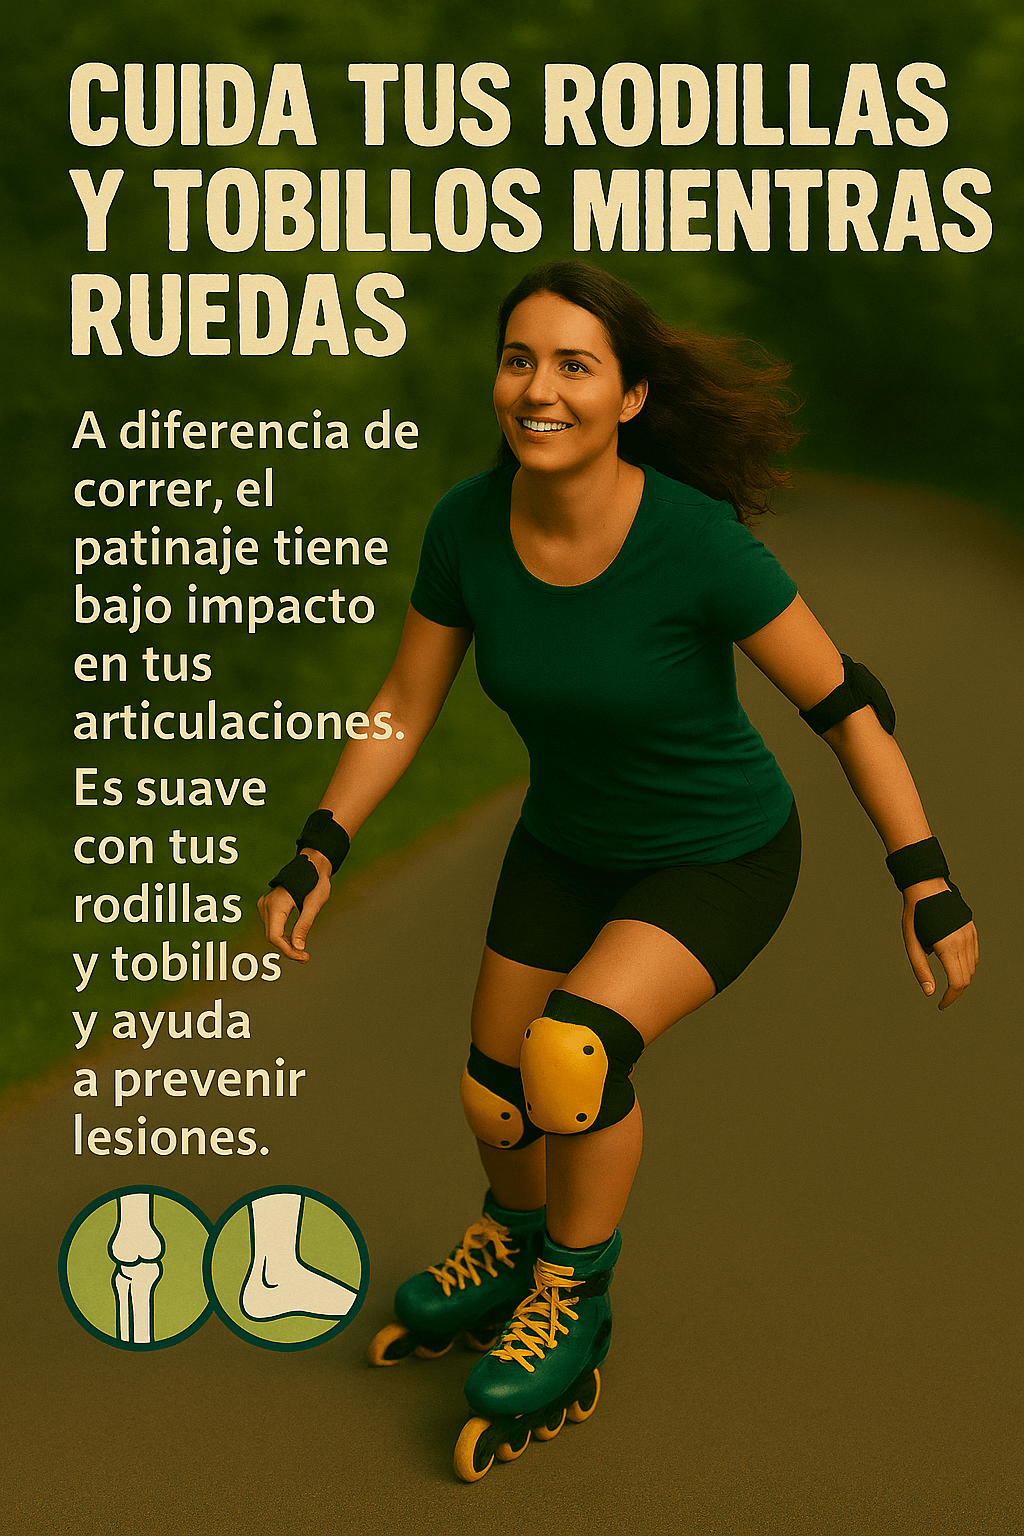 CUIDA TUS RODILLAS
Y TOBILLOS MIENTRAS
RUEDAS
A diferencia de
correr, el
patinaje tiene
bajo impacto
en tus
articulaciones.
Es suave
con tus
rodillas
y tobillos
y ayuda
a prevenir
lesiones.